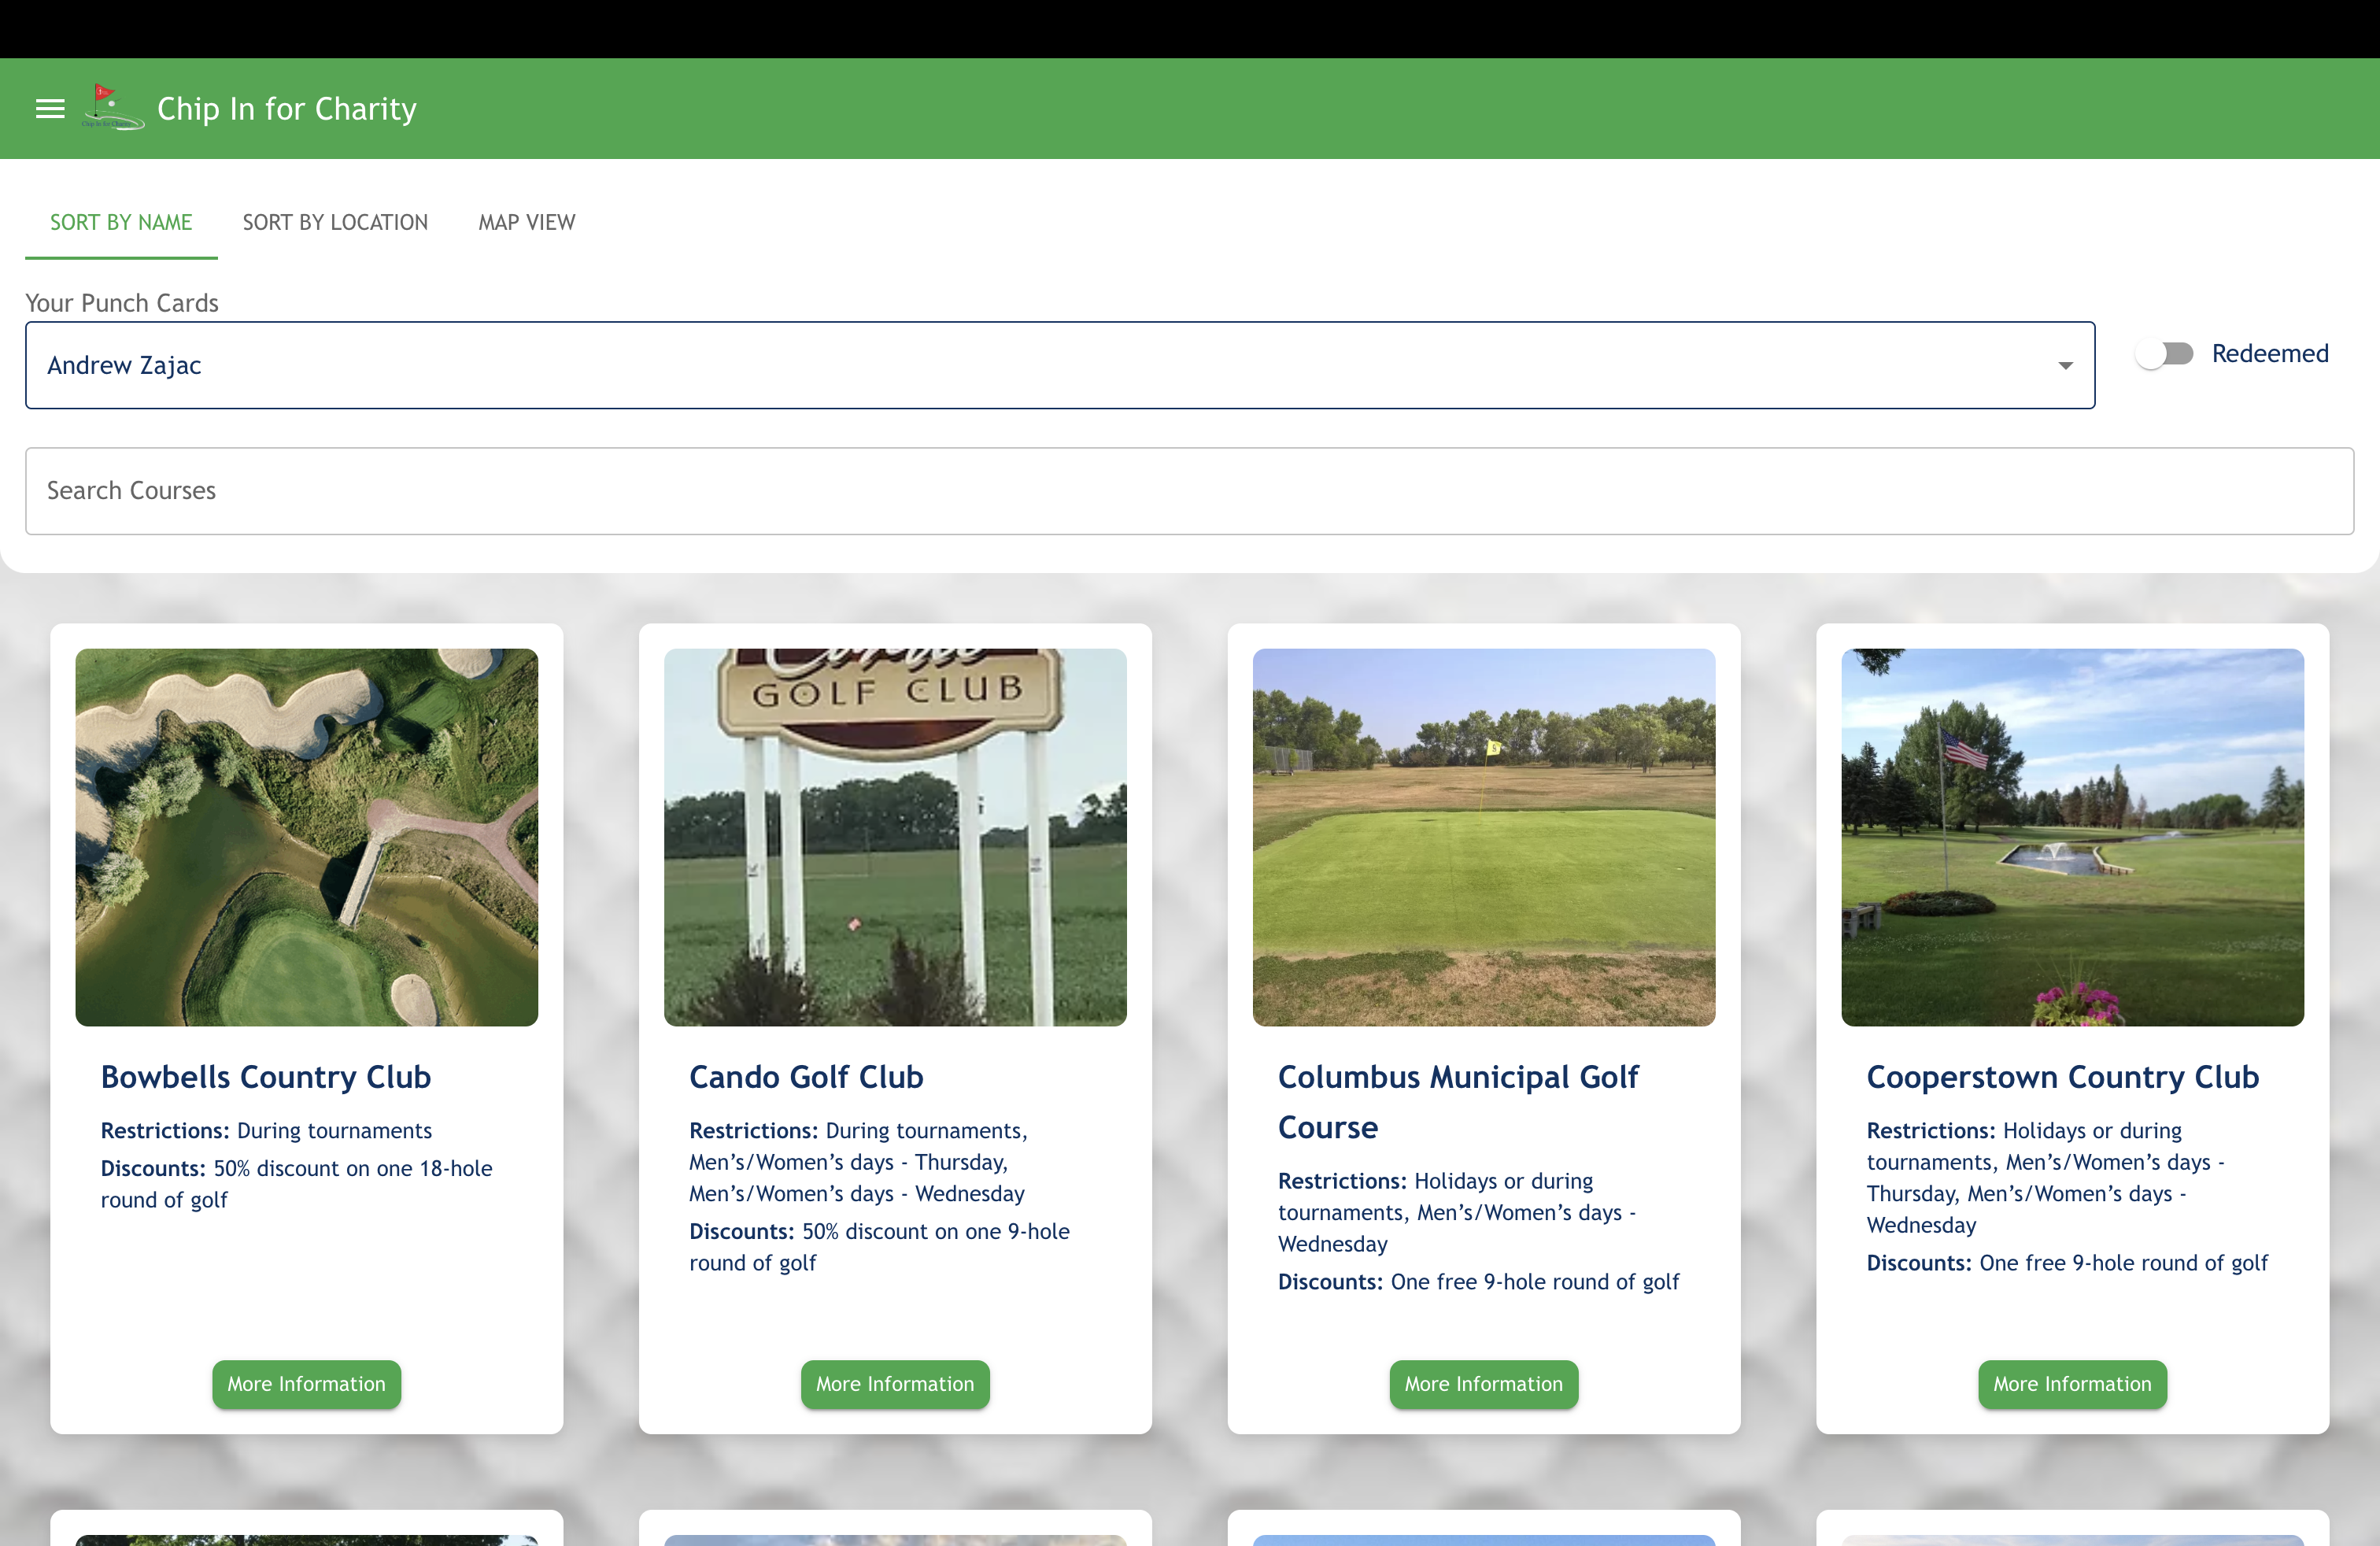 Chip In for Charity
Chip In for Charity
SORT BY NAME
SORT BY LOCATION
MAP VIEW
Your Punch Cards
Andrew Zajac
Redeemed
Search Courses
GOLF CLUB
Bowbells Country Club
Restrictions: During tournaments
Discounts: 50% discount on one 18-hole
round of golf
More Information
Cando Golf Club
Restrictions: During tournaments,
Men’s/Women’s days - Thursday,
Men’s/Women’s days - Wednesday
Discounts: 50% discount on one 9-hole
round of golf
More Information
Columbus Municipal Golf
Course
Restrictions: Holidays or during
tournaments, Men’s/Women’s days -
Wednesday
Discounts: One free 9-hole round of golf
More Information
Cooperstown Country Club
Restrictions: Holidays or during
tournaments, Men’s/Women’s days -
Thursday, Men’s/Women’s days -
Wednesday
Discounts: One free 9-hole round of golf
More Information